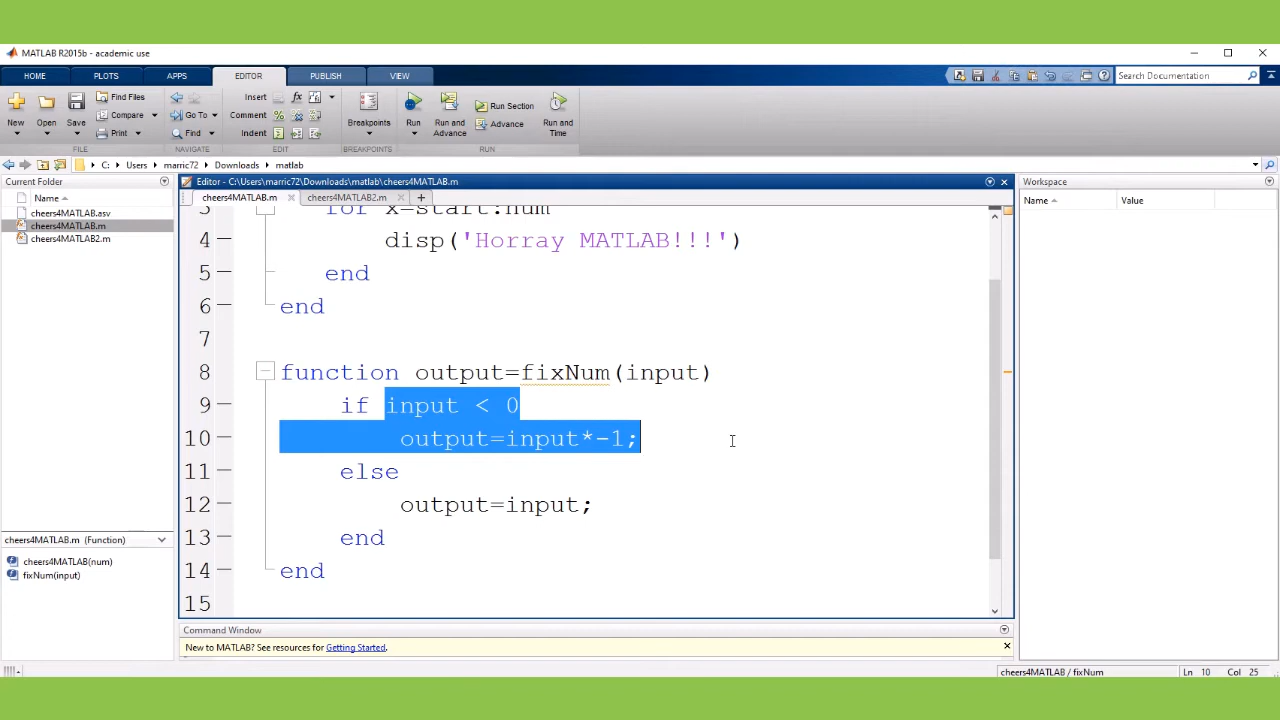 MATLAB R2015b - academic use
HOME PLOTS APPS EDITOR PUBLISH VIEW
Search Documentation
New Open Save Find Files Compare Print
FILE
Go To Find
NAVIGATE
Insert fx Comment % Indent
EDIT
Breakpoints
BREAKPOINTS
Run Run and Advance Run Section Advance Run and Time
RUN
C: Users marric72 Downloads matlab
Current Folder
Name
cheers4MATLAB.asv
cheers4MATLAB.m
cheers4MATLAB2.m
cheers4MATLAB.m (Function)
cheers4MATLAB(num)
fixNum(input)
Editor - C:\Users\marric72\Downloads\matlab\cheers4MATLAB.m
cheers4MATLAB.m cheers4MATLAB2.m
3 for x=start:num
4 disp('Horray MATLAB!!!')
5 end
6 end
7
8 function output=fixNum(input)
9 if input < 0
10 output=input*-1;
11 else
12 output=input;
13 end
14 end
15
Command Window
New to MATLAB? See resources for Getting Started.
Workspace
Name Value
cheers4MATLAB / fixNum Ln 10 Col 25